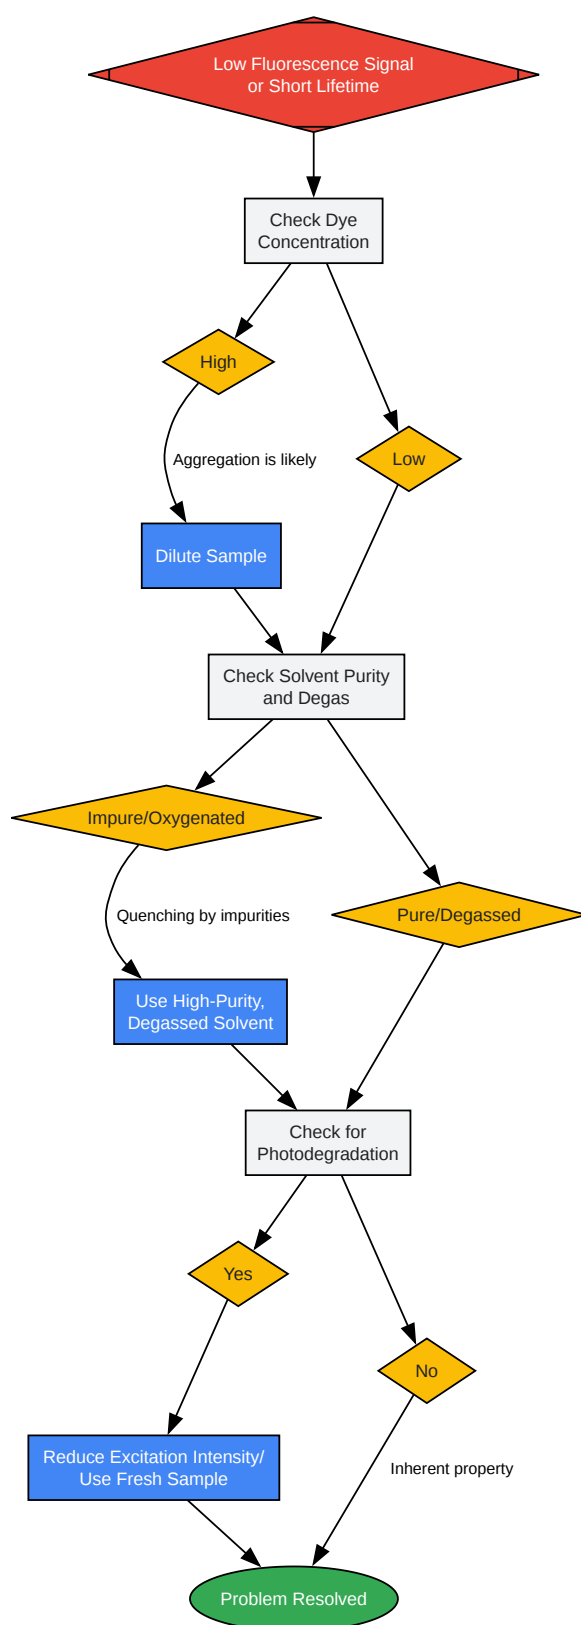 Low Fluorescence Signal
or Short Lifetime
Check Dye
Concentration
High
Aggregation is likely
Low
Dilute Sample
Check Solvent Purity
and Degas
Impure/Oxygenated
Quenching by impurities
Pure/Degassed
Use High-Purity,
Degassed Solvent
Check for
Photodegradation
Yes
No
Reduce Excitation Intensity/
Use Fresh Sample
Inherent property
Problem Resolved